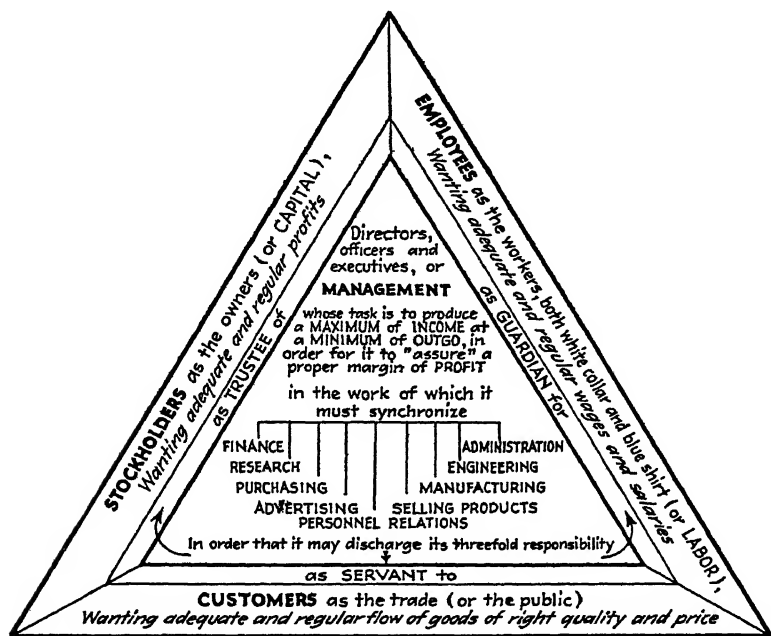 STOCKHOLDERS as the owners (or CAPITAL),
Wanting adequate and regular profits
as TRUSTEE of
EMPLOYEES as the workers, both white collar and blue shirt (or LABOR),
Wanting adequate and regular wages and salaries
as GUARDIAN for
Directors,
officers and
executives, or
MANAGEMENT
whose task is to produce
a MAXIMUM of INCOME at
a MINIMUM of OUTGO, in
order for it to "assure" a
proper margin of PROFIT
in the work of which it
must synchronize
FINANCE ADMINISTRATION
RESEARCH ENGINEERING
PURCHASING MANUFACTURING
ADVERTISING SELLING PRODUCTS
PERSONNEL RELATIONS
In order that it may discharge its threefold responsibility
as SERVANT to
CUSTOMERS as the trade (or the public)
Wanting adequate and regular flow of goods of right quality and price